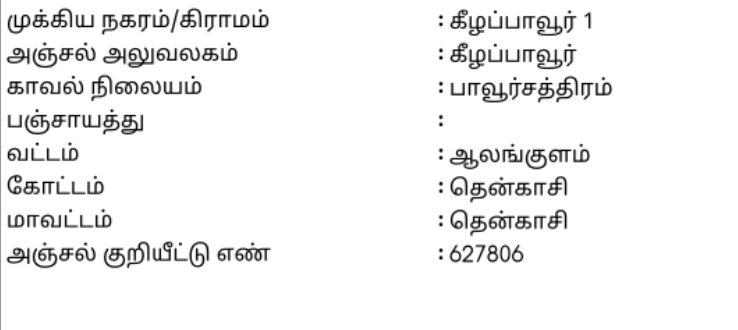 முக்கிய நகரம்/கிராமம் : கீழப்பாவூர் 1
அஞ்சல் அலுவலகம் : கீழப்பாவூர்
காவல் நிலையம் : பாவூர்சத்திரம்
பஞ்சாயத்து :
வட்டம் : ஆலங்குளம்
கோட்டம் : தென்காசி
மாவட்டம் : தென்காசி
அஞ்சல் குறியீட்டு எண் : 627806